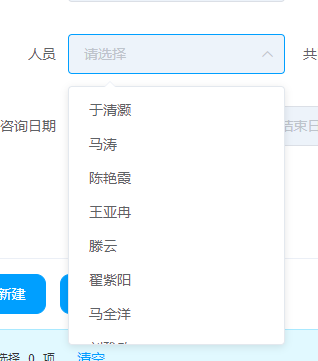 人员 请选择 共
于清灏
马涛
咨询日期 结束日
陈艳霞
王亚冉
滕云
翟紫阳
新建
马全洋
选择 0 项 清空